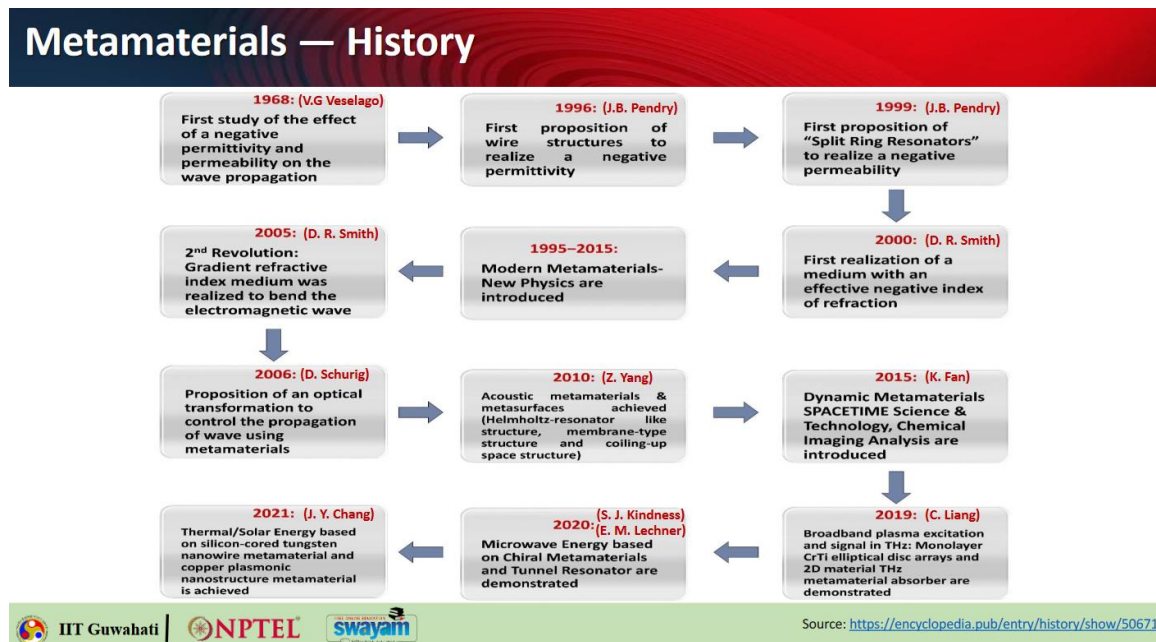 Metamaterials — History
1968: (V.G Veselago)
First study of the effect
of a negative
permittivity and
permeability on the
wave propagation
1996: (J.B. Pendry)
First proposition of
wire structures to
realize a negative
permittivity
1999: (J.B. Pendry)
First proposition of
“Split Ring Resonators”
to realize a negative
permeability
2000: (D. R. Smith)
First realization of a
medium with an
effective negative index
of refraction
1995–2015:
Modern Metamaterials-
New Physics are
introduced
2005: (D. R. Smith)
2nd Revolution:
Gradient refractive
index medium was
realized to bend the
electromagnetic wave
2006: (D. Schurig)
Proposition of an optical
transformation to
control the propagation
of wave using
metamaterials
2010: (Z. Yang)
Acoustic metamaterials &
metasurfaces achieved
(Helmholtz-resonator like
structure, membrane-type
structure and coiling-up
space structure)
2015: (K. Fan)
Dynamic Metamaterials
SPACETIME Science &
Technology, Chemical
Imaging Analysis are
introduced
2019: (C. Liang)
Broadband plasma excitation
and signal in THz: Monolayer
CrTi elliptical disc arrays and
2D material THz
metamaterial absorber are
demonstrated
(S. J. Kindness)
2020: (E. M. Lechner)
Microwave Energy based
on Chiral Metamaterials
and Tunnel Resonator are
demonstrated
2021: (J. Y. Chang)
Thermal/Solar Energy based
on silicon-cored tungsten
nanowire metamaterial and
copper plasmonic
nanostructure metamaterial
is achieved
IIT Guwahati
NPTEL
swayam
Source: https://encyclopedia.pub/entry/history/show/50671